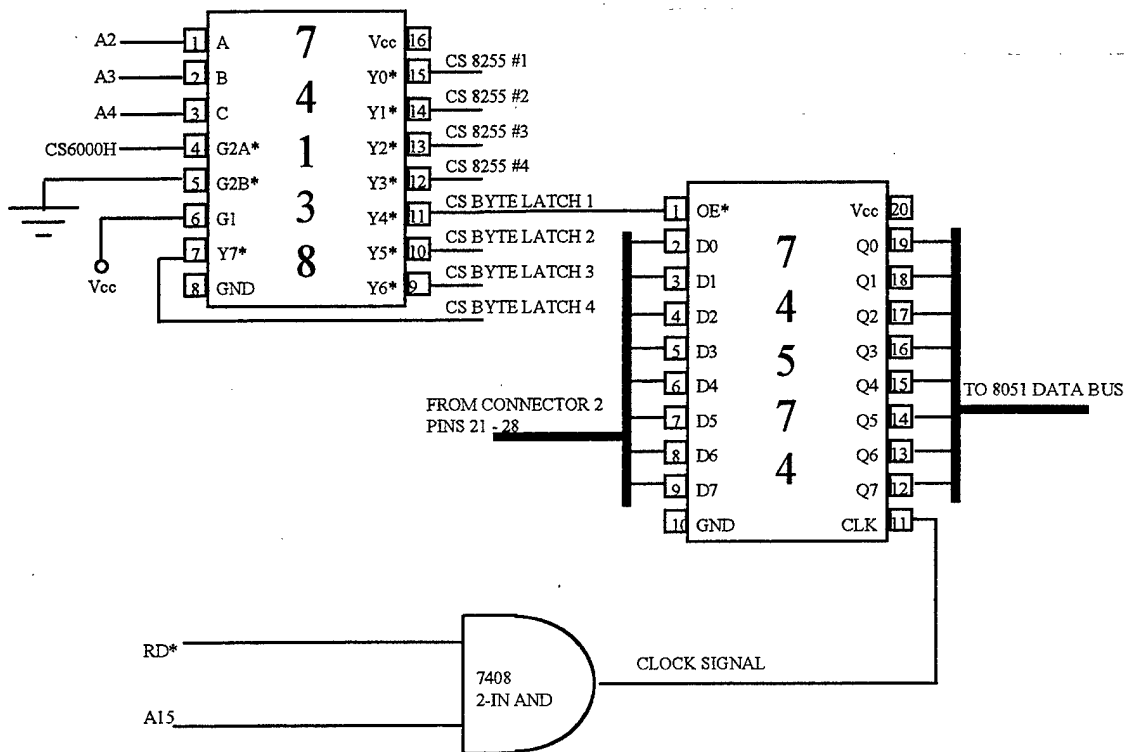 A2 1 A 7 Vcc 16
A3 2 B Y0* 15 CS 8255 #1
A4 3 C 4 Y1* 14 CS 8255 #2
CS6000H 4 G2A* 1 Y2* 13 CS 8255 #3
5 G2B* Y3* 12 CS 8255 #4
6 G1 3 Y4* 11 CS BYTE LATCH 1
7 Y7* 8 Y5* 10 CS BYTE LATCH 2
8 GND Y6* 9 CS BYTE LATCH 3
CS BYTE LATCH 4
Vcc
1 OE* Vcc 20
2 D0 7 Q0 19
3 D1 Q1 18
4 D2 4 Q2 17
5 D3 5 Q3 16
6 D4 Q4 15
7 D5 7 Q5 14
8 D6 4 Q6 13
9 D7 Q7 12
10 GND CLK 11
FROM CONNECTOR 2
PINS 21 - 28
TO 8051 DATA BUS
RD*
A15
7408
2-IN AND
CLOCK SIGNAL